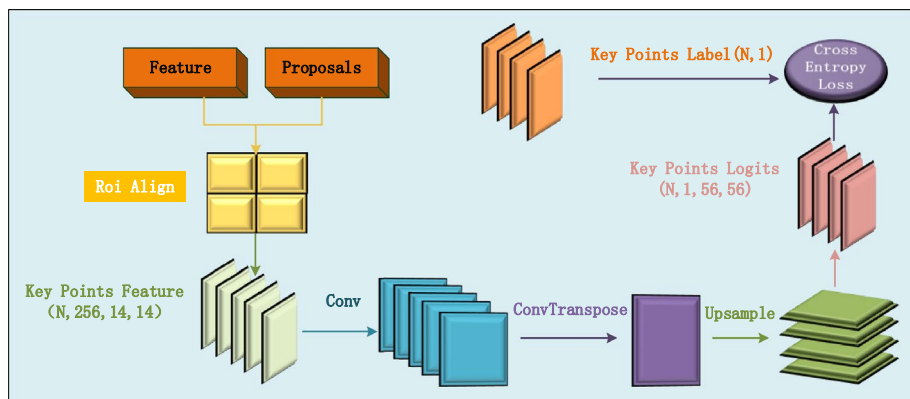 Feature
Proposals
Key Points Label(N,1)
Cross
Entropy
Loss
Roi Align
Key Points Logits
(N,1,56,56)
Key Points Feature
(N,256,14,14)
Conv
ConvTranspose
Upsample